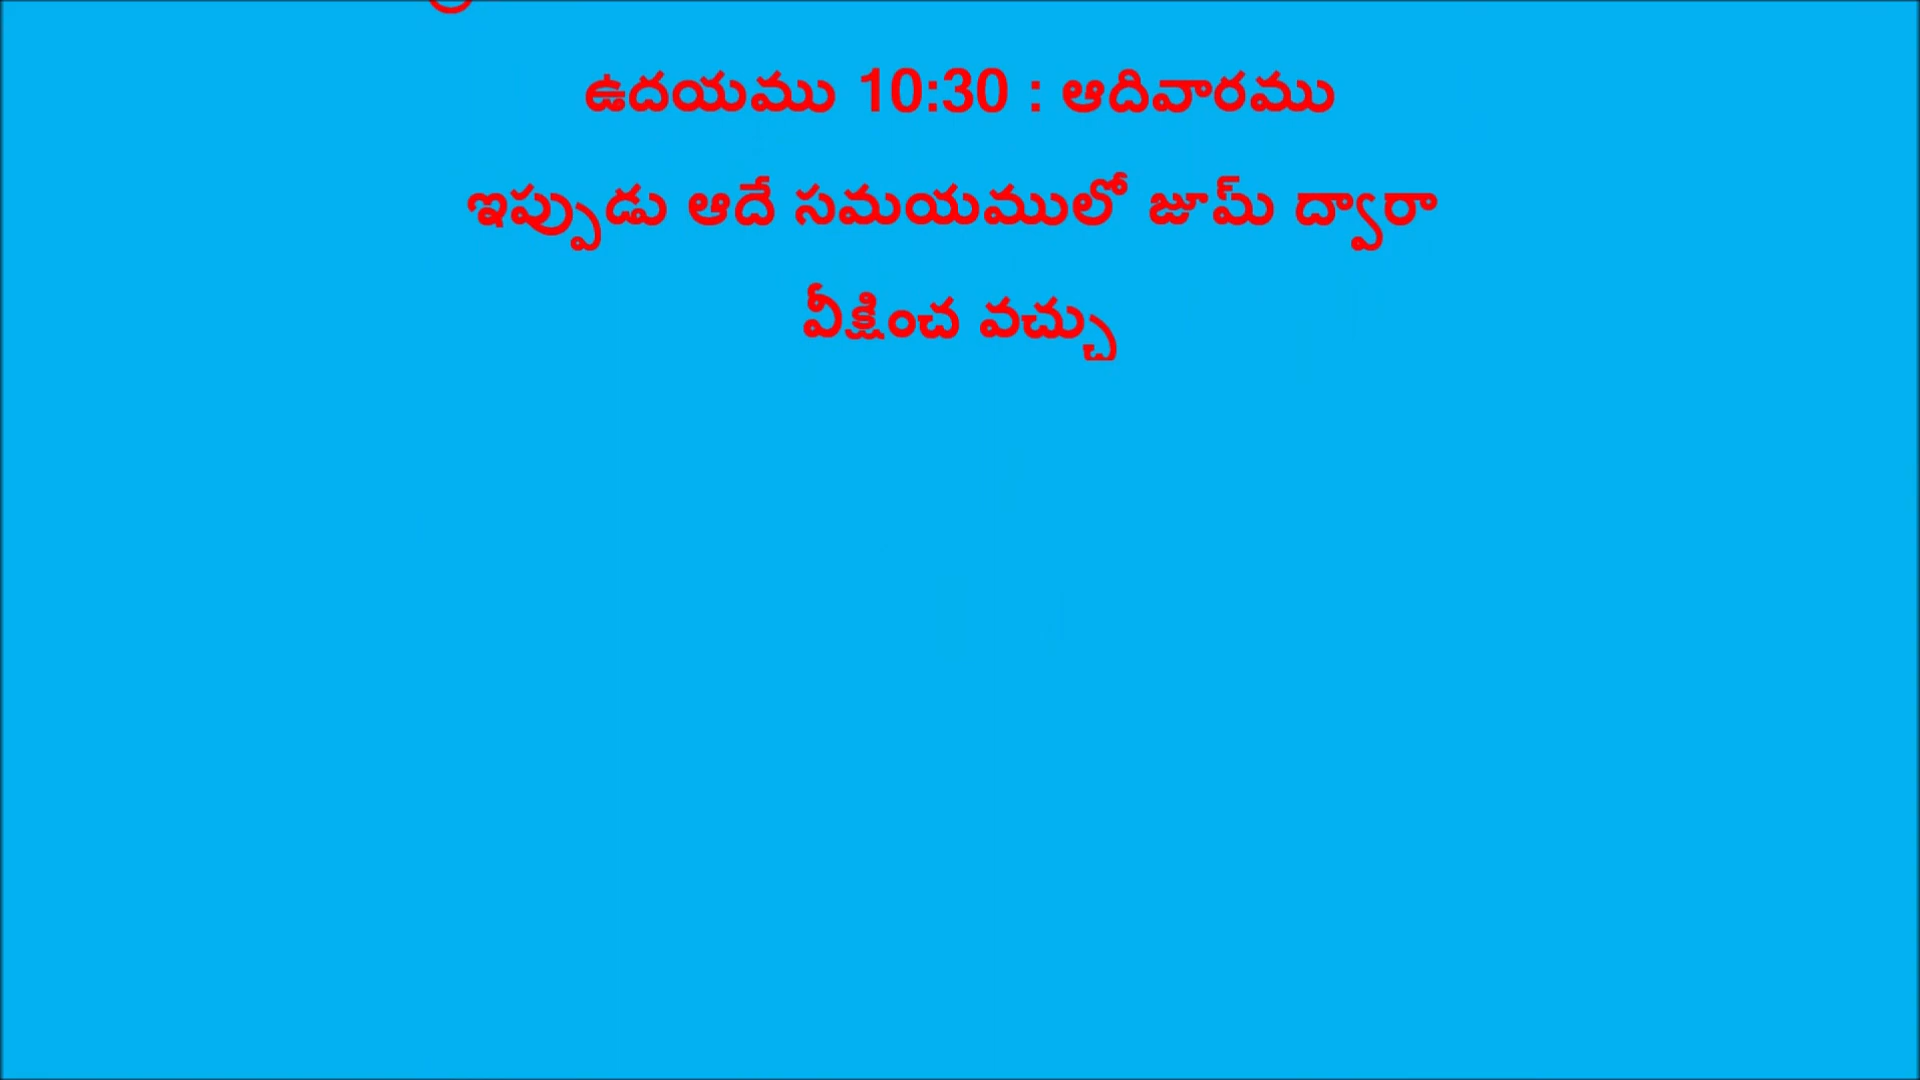 ఉదయము 10:30 : ఆదివారము
ఇప్పుడు ఆదే సమయములో జూమ్ ద్వారా
వీక్షించ వచ్చు